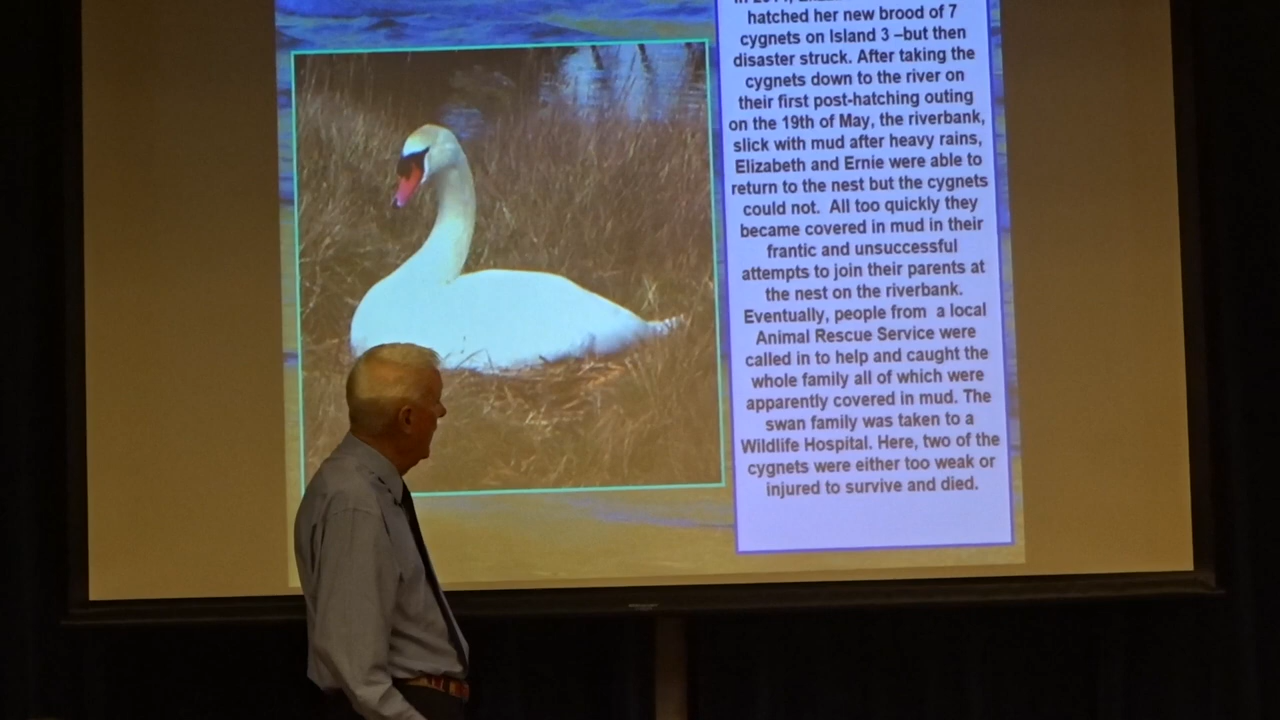 hatched her new brood of 7
cygnets on Island 3 –but then
disaster struck. After taking the
cygnets down to the river on
their first post-hatching outing
on the 19th of May, the riverbank,
slick with mud after heavy rains,
Elizabeth and Ernie were able to
return to the nest but the cygnets
could not.  All too quickly they
became covered in mud in their
frantic and unsuccessful
attempts to join their parents at
the nest on the riverbank.
Eventually, people from  a local
Animal Rescue Service were
called in to help and caught the
whole family all of which were
apparently covered in mud. The
swan family was taken to a
Wildlife Hospital. Here, two of the
cygnets were either too weak or
injured to survive and died.